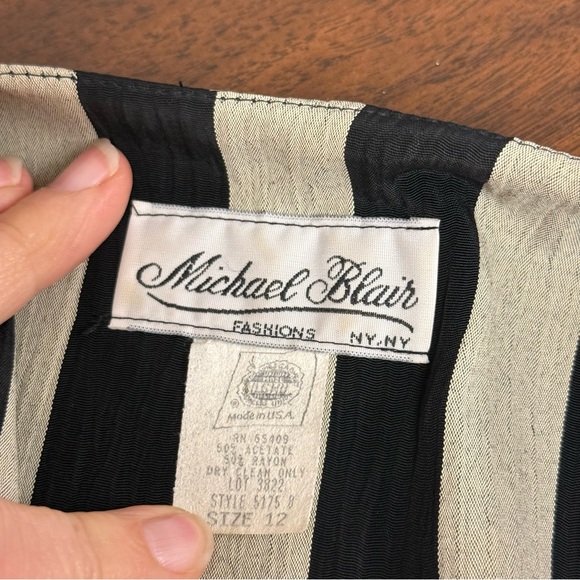 Michael Blair
FASHIONS NY.NY
® Made in U.S.A.
RN 65409
50% ACETATE
50% RAYON
DRY CLEAN ONLY
LOT 3822
STYLE 5175 8
SIZE 12